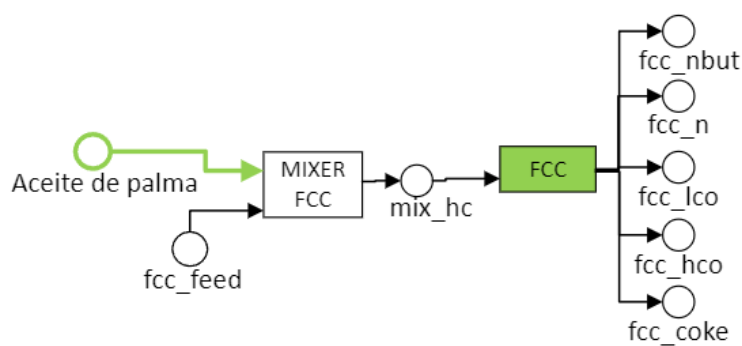 Aceite de palma
fcc_feed
MIXER
FCC
mix_hc
FCC
fcc_nbut
fcc_n
fcc_lco
fcc_hco
fcc_coke